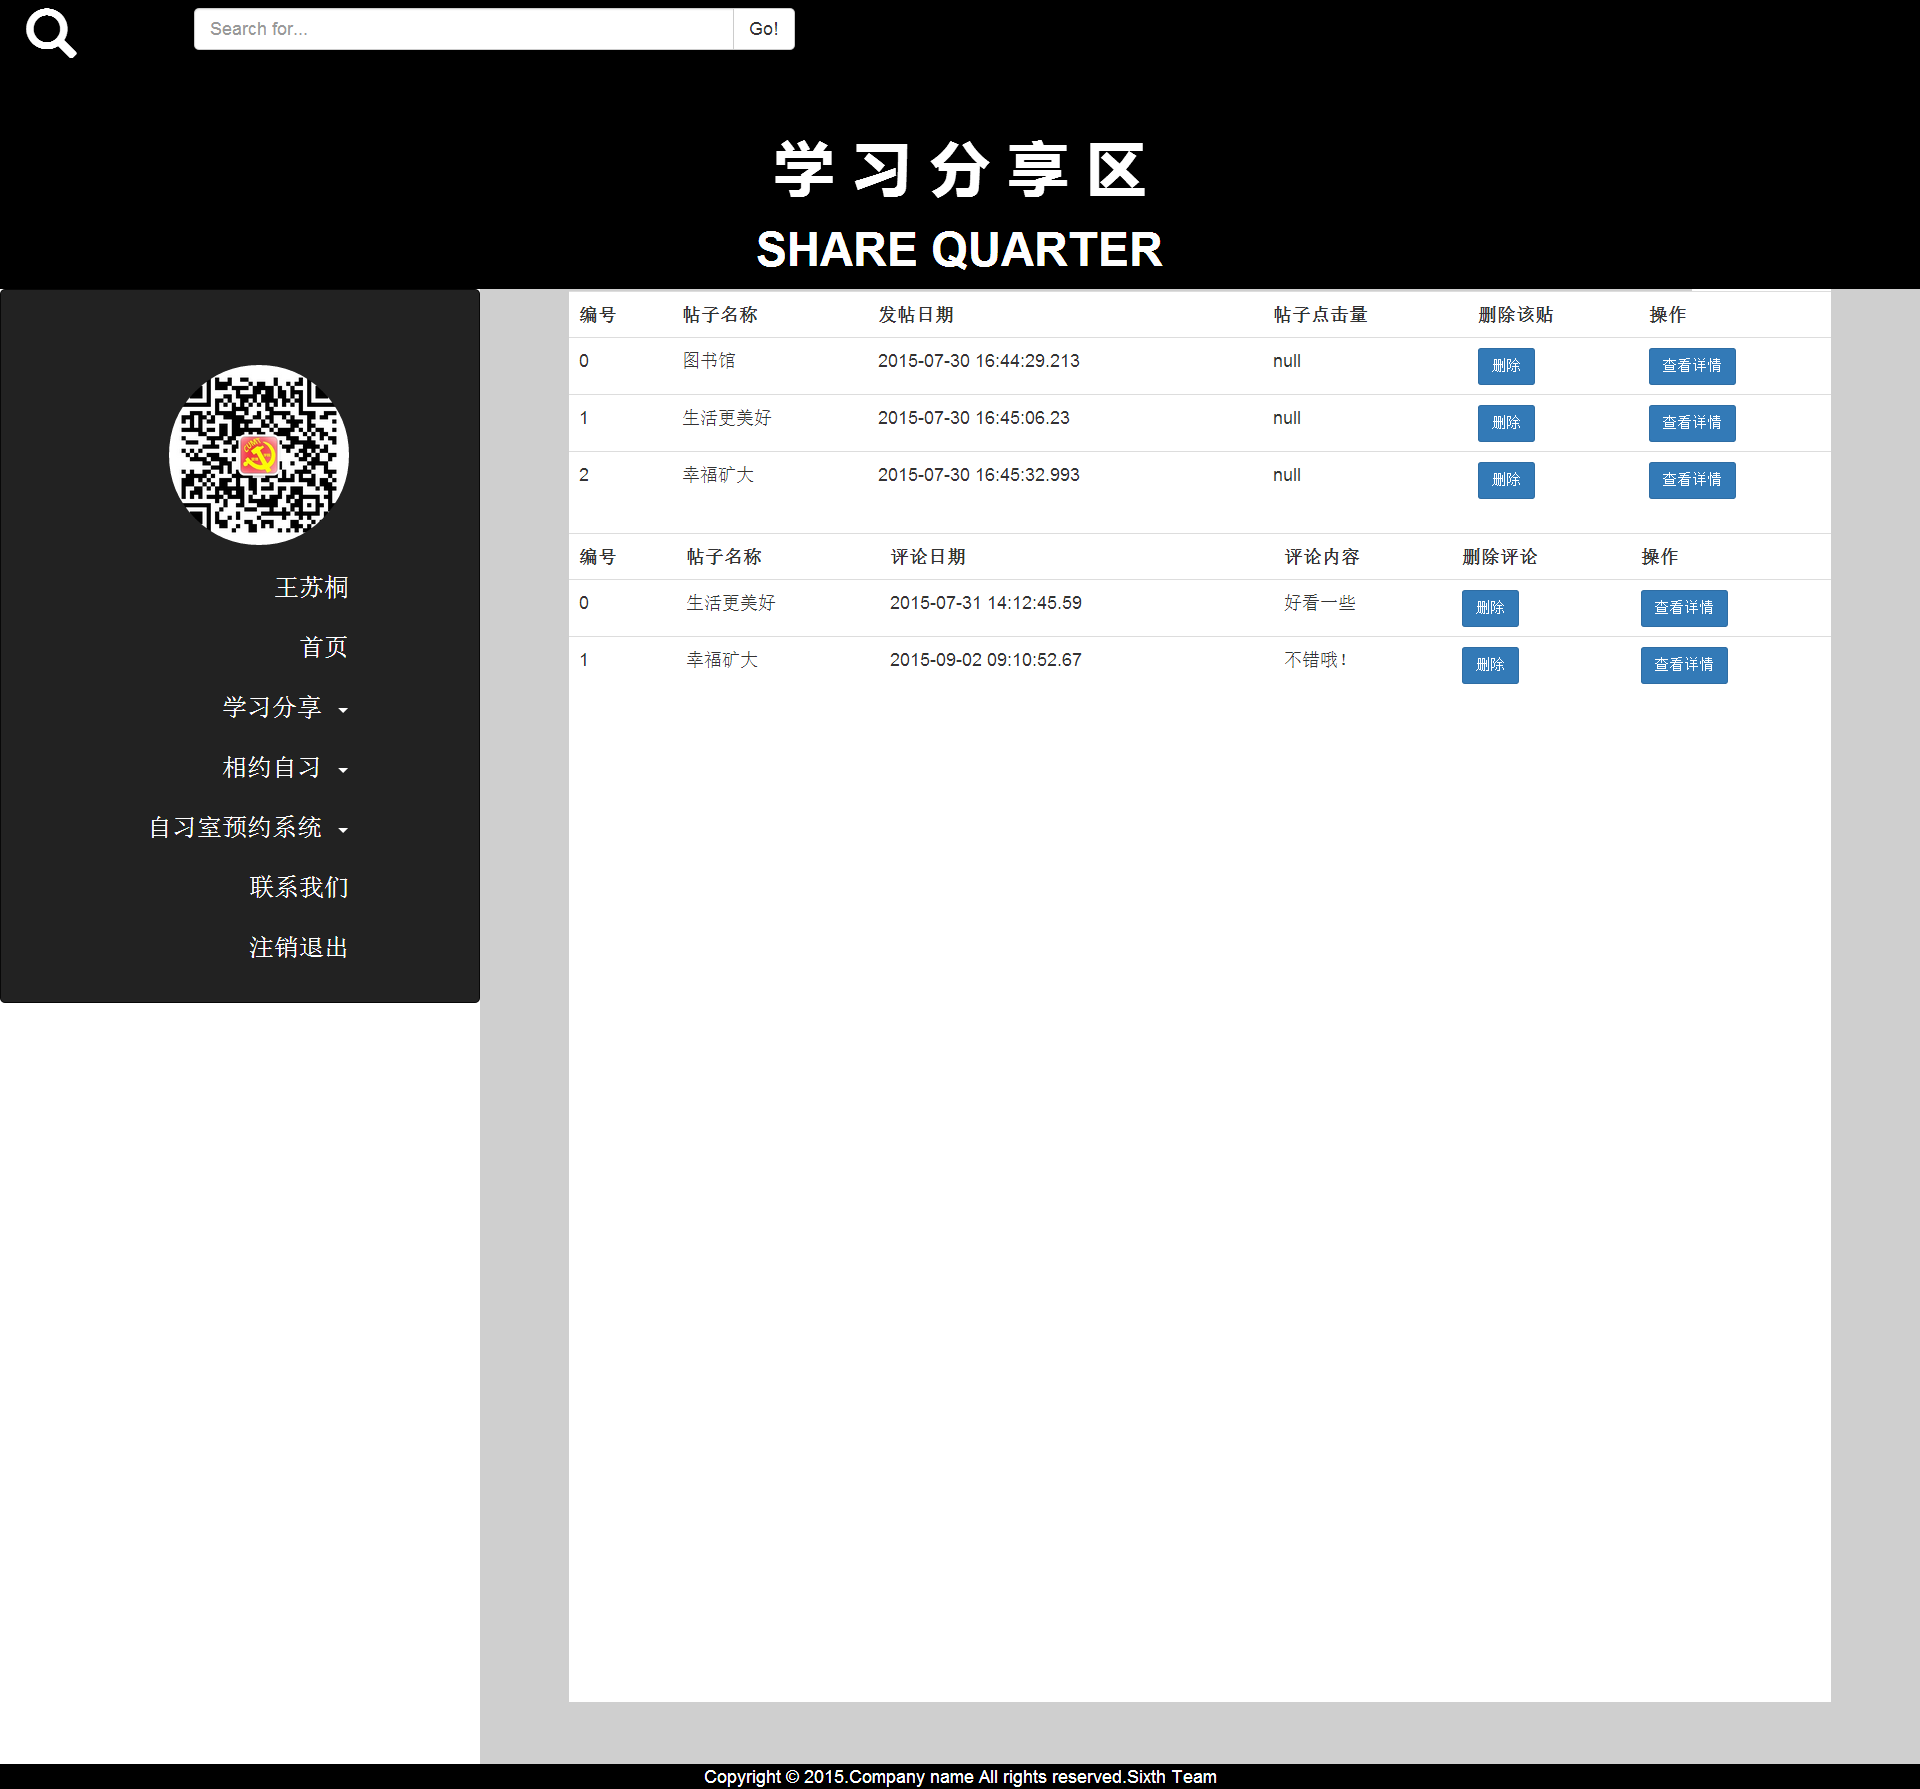 Search for... Go!
学习分享区
SHARE QUARTER
CUMT
王苏桐
首页
学习分享
相约自习
自习室预约系统
联系我们
注销退出
编号 帖子名称 发帖日期 帖子点击量 删除该贴 操作
0 图书馆 2015-07-30 16:44:29.213 null 删除 查看详情
1 生活更美好 2015-07-30 16:45:06.23 null 删除 查看详情
2 幸福矿大 2015-07-30 16:45:32.993 null 删除 查看详情
编号 帖子名称 评论日期 评论内容 删除评论 操作
0 生活更美好 2015-07-31 14:12:45.59 好看一些 删除 查看详情
1 幸福矿大 2015-09-02 09:10:52.67 不错哦! 删除 查看详情
Copyright © 2015.Company name All rights reserved.Sixth Team